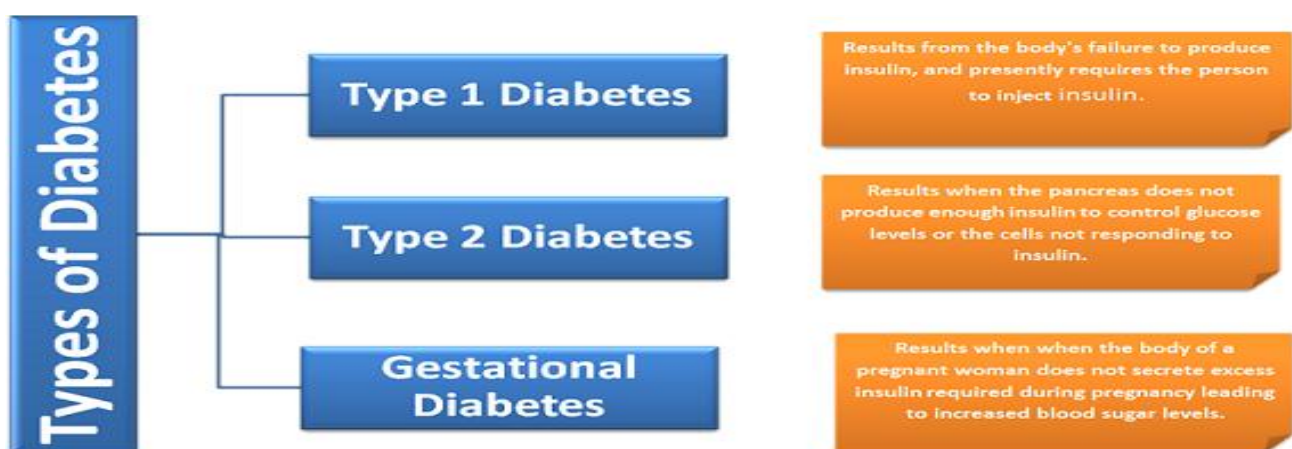 Types of Diabetes
Type 1 Diabetes
Results from the body's failure to produce
insulin, and presently requires the person
to inject insulin.
Type 2 Diabetes
Results when the pancreas does not
produce enough insulin to control glucose
levels or the cells not responding to
insulin.
Gestational
Diabetes
Results when when the body of a
pregnant woman does not secrete excess
insulin required during pregnancy leading
to increased blood sugar levels.